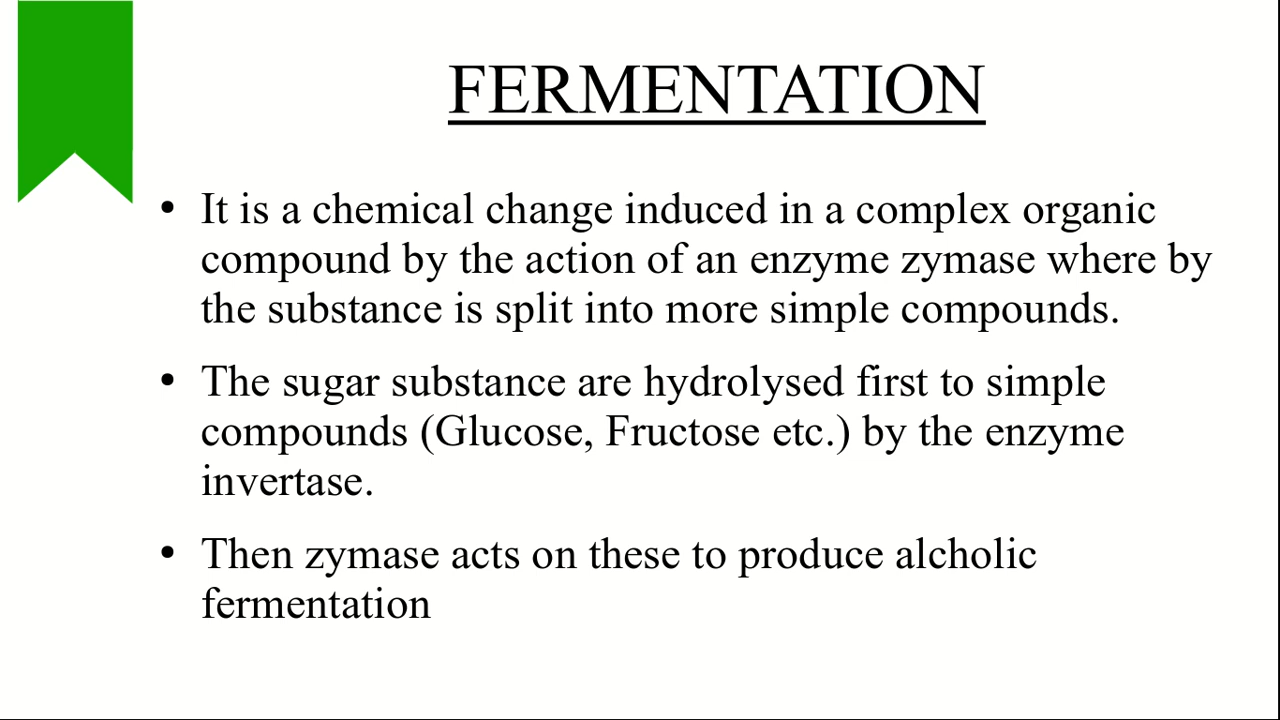 FERMENTATION
• It is a chemical change induced in a complex organic
compound by the action of an enzyme zymase where by
the substance is split into more simple compounds.
• The sugar substance are hydrolysed first to simple
compounds (Glucose, Fructose etc.) by the enzyme
invertase.
• Then zymase acts on these to produce alcholic
fermentation